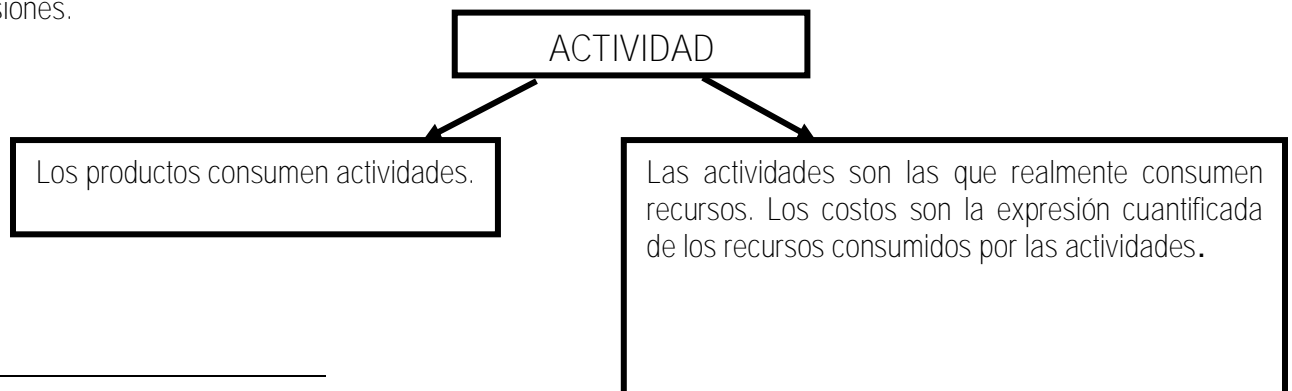 siones.
ACTIVIDAD
Los productos consumen actividades.
Las actividades son las que realmente consumen
recursos. Los costos son la expresión cuantificada
de los recursos consumidos por las actividades.